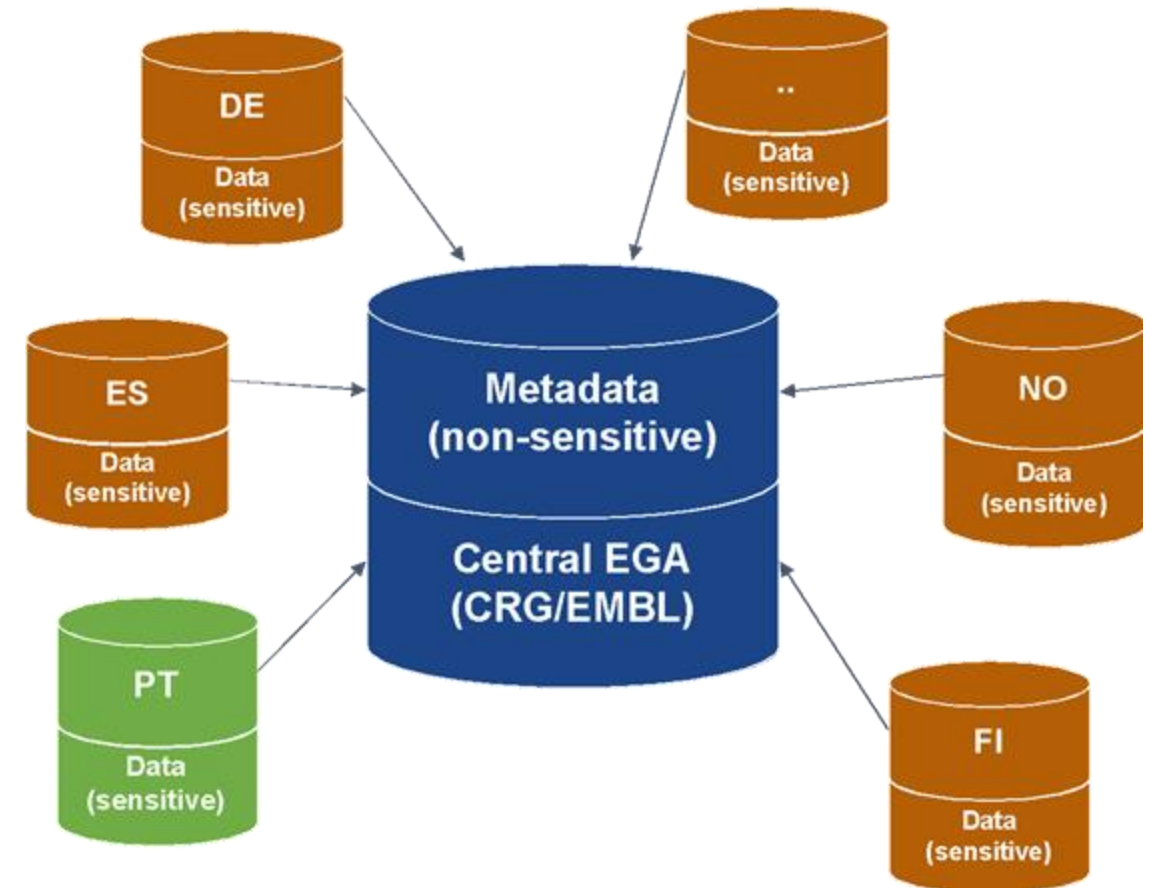 DE
Data
(sensitive)
..
Data
(sensitive)
ES
Data
(sensitive)
Metadata
(non-sensitive)
Central EGA
(CRG/EMBL)
NO
Data
(sensitive)
PT
Data
(sensitive)
FI
Data
(sensitive)